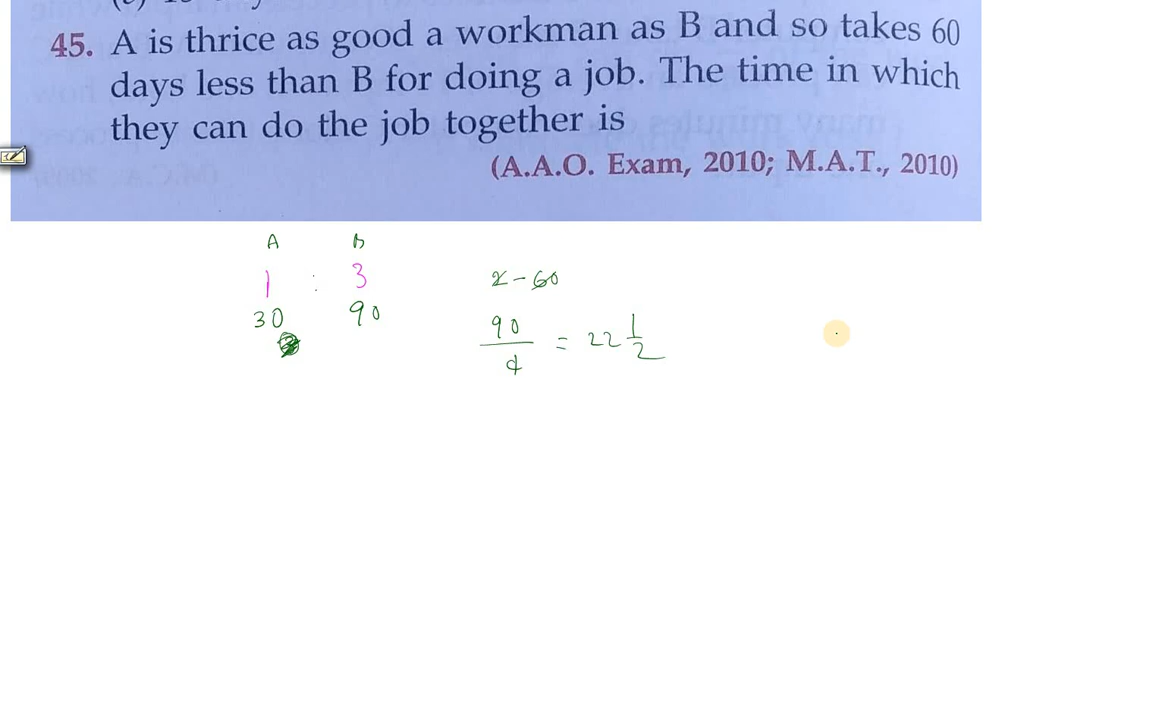 45. A is thrice as good a workman as B and so takes 60
days less than B for doing a job. The time in which
they can do the job together is
(A.A.O. Exam, 2010; M.A.T., 2010)
A B
1 : 3 x - 60
30 90
90/4 = 22 1/2